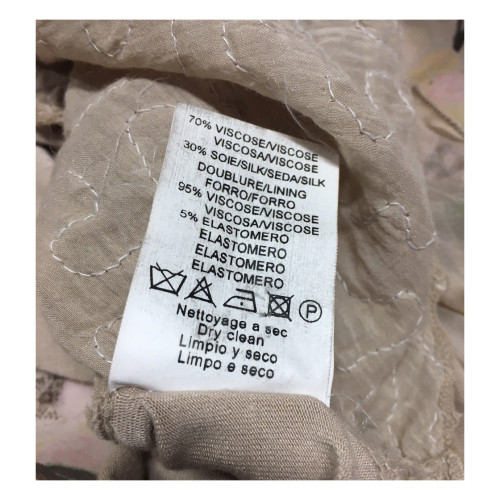 70% VISCOSE/VISCOSE
VISCOSA/VISCOSE
30% SOIE/SILK/SEDA/SILK
DOUBLURE/LINING
FORRO/FORRO
95% VISCOSE/VISCOSE
VISCOSA/VISCOSE
5% ELASTOMERO
ELASTOMERO
ELASTOMERO
ELASTOMERO
P
Nettoyage a sec
Dry clean
Limpio y seco
Limpo e seco